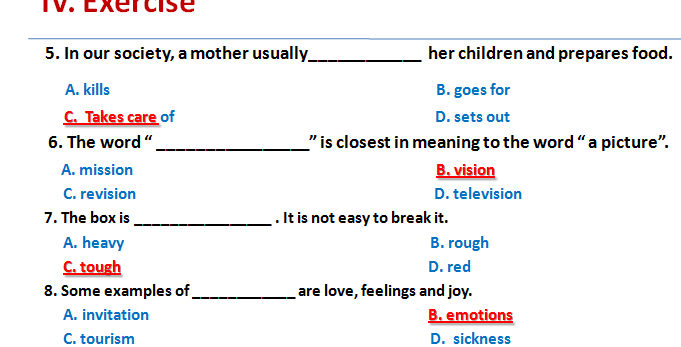 IV. Exercise
5. In our society, a mother usually____________ her children and prepares food.
A. kills B. goes for
C. Takes care of D. sets out
6. The word “ ________________” is closest in meaning to the word “a picture”.
A. mission B. vision
C. revision D. television
7. The box is _______________ . It is not easy to break it.
A. heavy B. rough
C. tough D. red
8. Some examples of ___________ are love, feelings and joy.
A. invitation B. emotions
C. tourism D. sickness